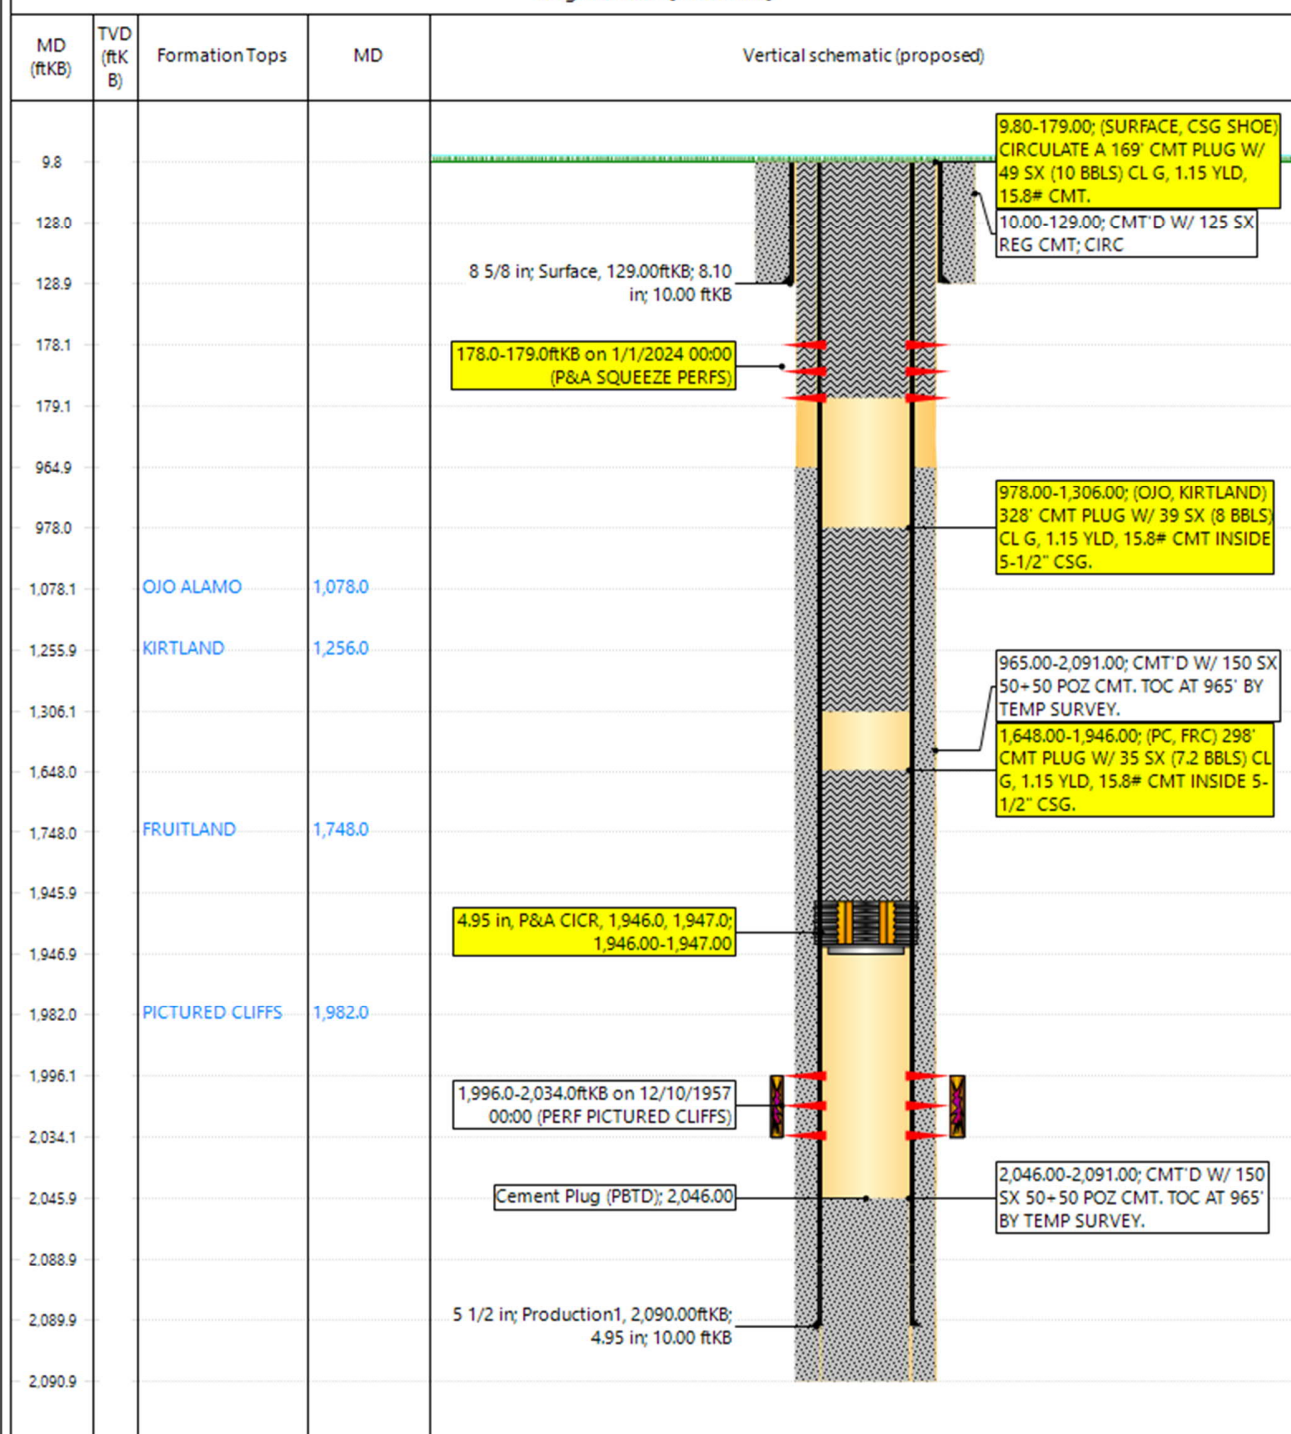 MD
(ftKB)
TVD
(ftK
B)
Formation Tops
MD
Vertical schematic (proposed)
9.8
9.80-179.00; (SURFACE, CSG SHOE)
CIRCULATE A 169' CMT PLUG W/
49 SX (10 BBLS) CL G, 1.15 YLD,
15.8# CMT.
128.0
10.00-129.00; CMT'D W/ 125 SX
REG CMT; CIRC
128.9
8 5/8 in; Surface, 129.00ftKB; 8.10
in; 10.00 ftKB
178.1
178.0-179.0ftKB on 1/1/2024 00:00
(P&A SQUEEZE PERFS)
179.1
964.9
978.0
978.00-1,306.00; (OJO, KIRTLAND)
328' CMT PLUG W/ 39 SX (8 BBLS)
CL G, 1.15 YLD, 15.8# CMT INSIDE
5-1/2" CSG.
1,078.1
OJO ALAMO
1,078.0
1,255.9
KIRTLAND
1,256.0
965.00-2,091.00; CMT'D W/ 150 SX
50+50 POZ CMT. TOC AT 965' BY
TEMP SURVEY.
1,306.1
1,648.0
1,648.00-1,946.00; (PC, FRC) 298'
CMT PLUG W/ 35 SX (7.2 BBLS) CL
G, 1.15 YLD, 15.8# CMT INSIDE 5-
1/2" CSG.
1,748.0
FRUITLAND
1,748.0
1,945.9
4.95 in, P&A CICR, 1,946.0, 1,947.0;
1,946.00-1,947.00
1,946.9
1,982.0
PICTURED CLIFFS
1,982.0
1,996.1
1,996.0-2,034.0ftKB on 12/10/1957
00:00 (PERF PICTURED CLIFFS)
2,034.1
2,045.9
Cement Plug (PBTD); 2,046.00
2,046.00-2,091.00; CMT'D W/ 150
SX 50+50 POZ CMT. TOC AT 965'
BY TEMP SURVEY.
2,088.9
2,089.9
5 1/2 in; Production1, 2,090.00ftKB;
4.95 in; 10.00 ftKB
2,090.9